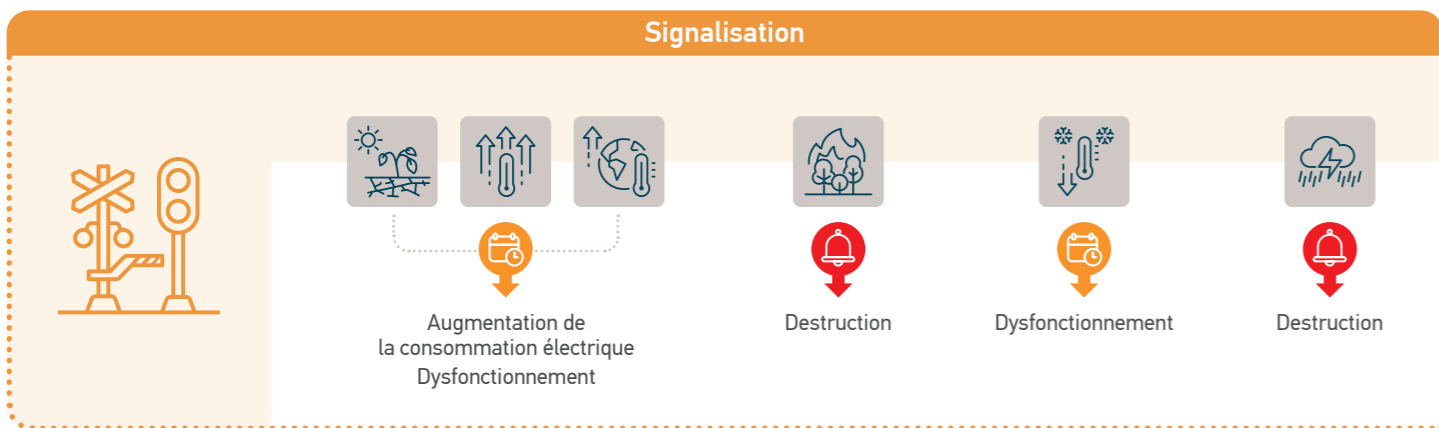 Signalisation
Augmentation de
la consommation électrique
Dysfonctionnement
Destruction
Dysfonctionnement
Destruction